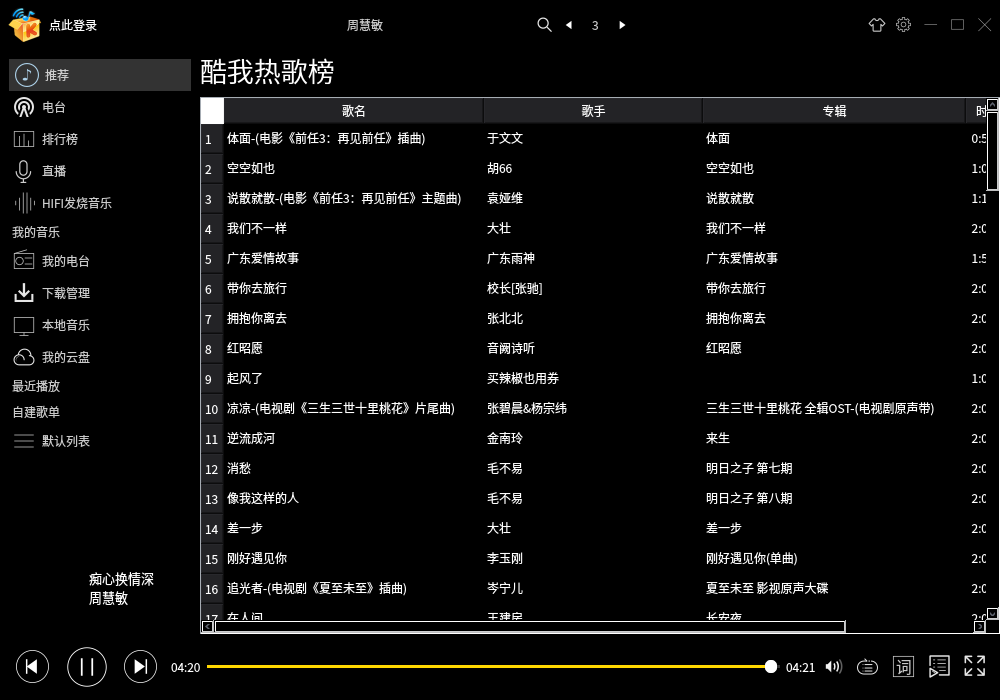 点此登录
周慧敏
3
推荐
电台
排行榜
直播
HIFI发烧音乐
我的音乐
我的电台
下载管理
本地音乐
我的云盘
最近播放
自建歌单
默认列表
痴心换情深
周慧敏
酷我热歌榜
歌名 歌手 专辑 时
1 体面-(电影《前任3：再见前任》插曲) 于文文 体面 0:5
2 空空如也 胡66 空空如也 1:0
3 说散就散-(电影《前任3：再见前任》主题曲) 袁娅维 说散就散 1:1
4 我们不一样 大壮 我们不一样 2:0
5 广东爱情故事 广东雨神 广东爱情故事 1:5
6 带你去旅行 校长[张驰] 带你去旅行 2:0
7 拥抱你离去 张北北 拥抱你离去 2:0
8 红昭愿 音阙诗听 红昭愿 2:0
9 起风了 买辣椒也用券 1:0
10 凉凉-(电视剧《三生三世十里桃花》片尾曲) 张碧晨&杨宗纬 三生三世十里桃花 全辑OST-(电视剧原声带) 2:0
11 逆流成河 金南玲 来生 2:0
12 消愁 毛不易 明日之子 第七期 2:0
13 像我这样的人 毛不易 明日之子 第八期 2:0
14 差一步 大壮 差一步 2:0
15 刚好遇见你 李玉刚 刚好遇见你(单曲) 2:0
16 追光者-(电视剧《夏至未至》插曲) 岑宁儿 夏至未至 影视原声大碟 2:0
17 在人间 王建房 长安夜 2:0
04:20 04:21 词